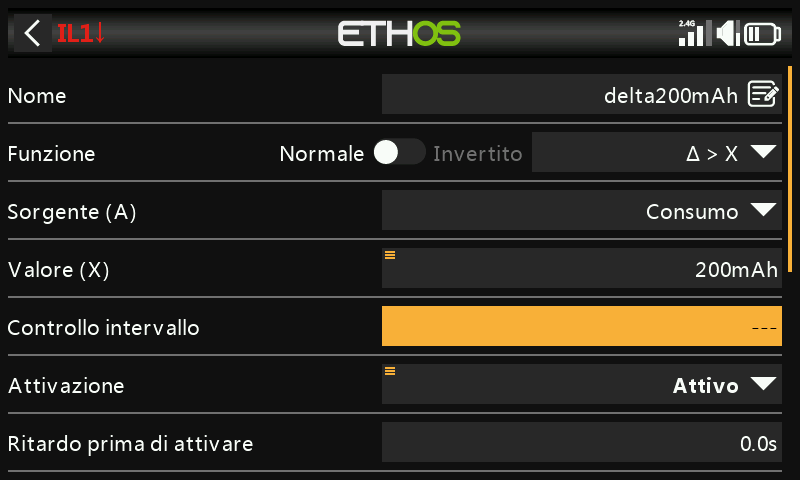 IL1↓ ETHOS 2.4G
Nome delta200mAh
Funzione Normale Invertito Δ > X
Sorgente (A) Consumo
Valore (X) 200mAh
Controllo intervallo ---
Attivazione Attivo
Ritardo prima di attivare 0.0s